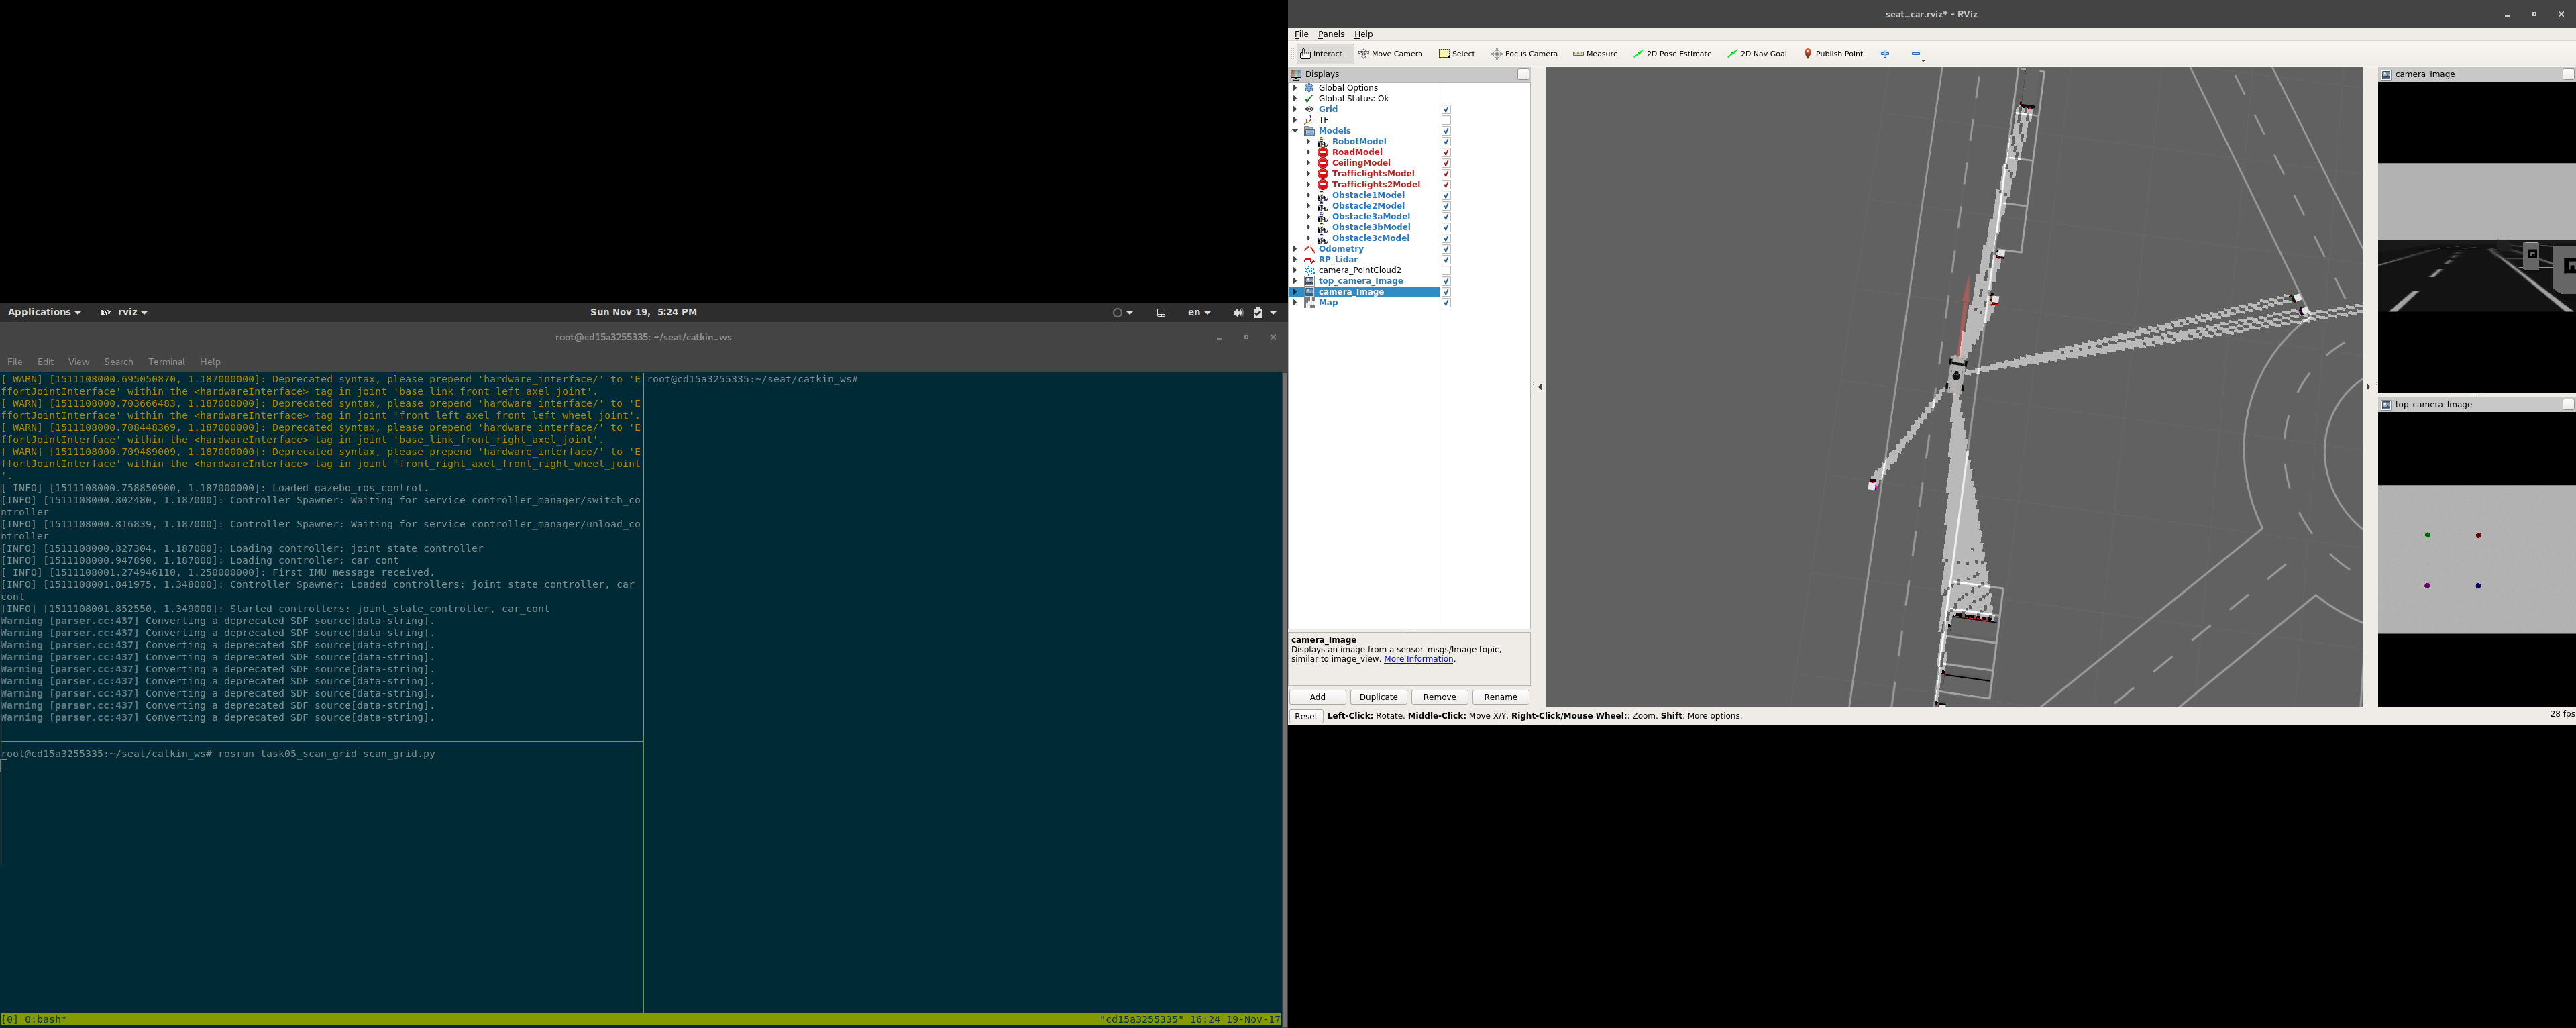 Applications
rviz
Sun Nov 19, 5:24 PM
en
root@cd15a3255335: ~/seat/catkin_ws
File Edit View Search Terminal Help
[ WARN] [1511108000.695050870, 1.187000000]: Deprecated syntax, please prepend 'hardware_interface/' to 'E
ffortJointInterface' within the <hardwareInterface> tag in joint 'base_link_front_left_axel_joint'.
[ WARN] [1511108000.703666483, 1.187000000]: Deprecated syntax, please prepend 'hardware_interface/' to 'E
ffortJointInterface' within the <hardwareInterface> tag in joint 'front_left_axel_front_left_wheel_joint'.
[ WARN] [1511108000.708448369, 1.187000000]: Deprecated syntax, please prepend 'hardware_interface/' to 'E
ffortJointInterface' within the <hardwareInterface> tag in joint 'base_link_front_right_axel_joint'.
[ WARN] [1511108000.709489009, 1.187000000]: Deprecated syntax, please prepend 'hardware_interface/' to 'E
ffortJointInterface' within the <hardwareInterface> tag in joint 'front_right_axel_front_right_wheel_joint
'.
[ INFO] [1511108000.758850900, 1.187000000]: Loaded gazebo_ros_control.
[INFO] [1511108000.802480, 1.187000]: Controller Spawner: Waiting for service controller_manager/switch_co
ntroller
[INFO] [1511108000.816839, 1.187000]: Controller Spawner: Waiting for service controller_manager/unload_co
ntroller
[INFO] [1511108000.827304, 1.187000]: Loading controller: joint_state_controller
[INFO] [1511108000.947890, 1.187000]: Loading controller: car_cont
[ INFO] [1511108001.274946110, 1.250000000]: First IMU message received.
[INFO] [1511108001.841975, 1.348000]: Controller Spawner: Loaded controllers: joint_state_controller, car_
cont
[INFO] [1511108001.852550, 1.349000]: Started controllers: joint_state_controller, car_cont
Warning [parser.cc:437] Converting a deprecated SDF source[data-string].
Warning [parser.cc:437] Converting a deprecated SDF source[data-string].
Warning [parser.cc:437] Converting a deprecated SDF source[data-string].
Warning [parser.cc:437] Converting a deprecated SDF source[data-string].
Warning [parser.cc:437] Converting a deprecated SDF source[data-string].
Warning [parser.cc:437] Converting a deprecated SDF source[data-string].
Warning [parser.cc:437] Converting a deprecated SDF source[data-string].
Warning [parser.cc:437] Converting a deprecated SDF source[data-string].
Warning [parser.cc:437] Converting a deprecated SDF source[data-string].
root@cd15a3255335:~/seat/catkin_ws# rosrun task05_scan_grid scan_grid.py
root@cd15a3255335:~/seat/catkin_ws#
[0] 0:bash*
"cd15a3255335" 16:24 19-Nov-17
seat_car.rviz* - RViz
File Panels Help
Interact Move Camera Select Focus Camera Measure 2D Pose Estimate 2D Nav Goal Publish Point
Displays
Global Options
Global Status: Ok
Grid
TF
Models
RobotModel
RoadModel
CeilingModel
TrafficlightsModel
Trafficlights2Model
Obstacle1Model
Obstacle2Model
Obstacle3aModel
Obstacle3bModel
Obstacle3cModel
Odometry
RP_Lidar
camera_PointCloud2
top_camera_Image
camera_Image
Map
camera_Image
Displays an image from a sensor_msgs/Image topic,
similar to image_view. More Information.
Add Duplicate Remove Rename
Reset Left-Click: Rotate. Middle-Click: Move X/Y. Right-Click/Mouse Wheel:: Zoom. Shift: More options.
28 fps
camera_Image
top_camera_Image